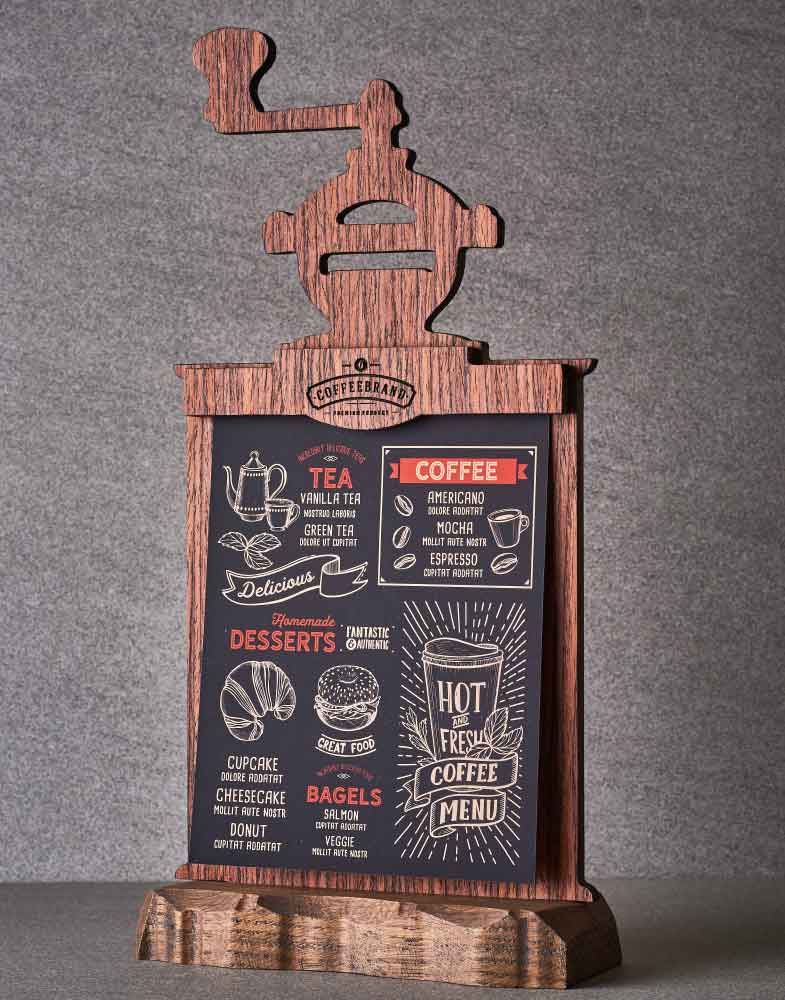 COFFEEBRAND
PREMIUM PRODUCT
TEA
VANILLA TEA
NOSTRUD LABORIS
GREEN TEA
DOLORE UT CUPITAT
Delicious
COFFEE
AMERICANO
DOLORE ADDATAT
MOCHA
MOLLIT AUTE NOSTR
ESPRESSO
CUPITAT ADDATAT
Homemade
DESSERTS
FANTASTIC
& AUTHENTIC
GREAT FOOD
CUPCAKE
DOLORE ADDATAT
CHEESECAKE
MOLLIT AUTE NOSTR
DONUT
CUPITAT ADDATAT
BAGELS
SALMON
CUPITAT ADDATAT
VEGGIE
MOLLIT AUTE NOSTR
HOT
AND
FRESH
COFFEE
MENU